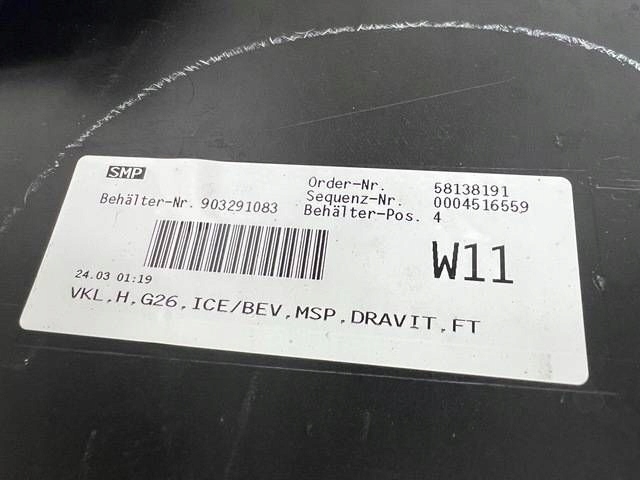 SMP
Order-Nr. 58138191
Sequenz-Nr. 0004516559
Behälter-Nr. 903291083 Behälter-Pos. 4
W11
24.03 01:19
VKL,H,G26,ICE/BEV,MSP,DRAVIT,FT